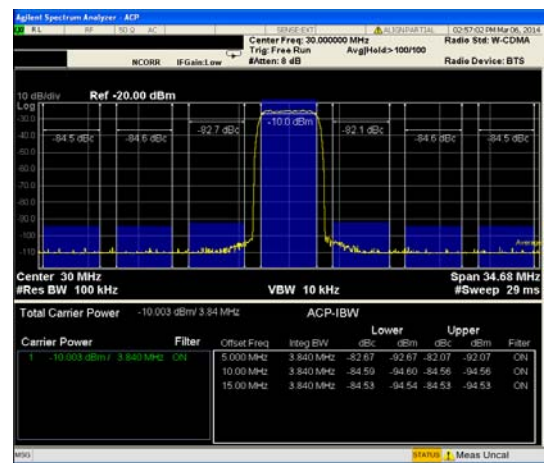 Agilent Spectrum Analyzer - ACP
RL RF 50 Ω AC SENSE:EXT ALIGN PARTIAL 02:57:02 PM Mar 06, 2014
Center Freq: 30.000000 MHz Radio Std: W-CDMA
Trig: Free Run Avg|Hold:> 100/100
NCORR IFGain:Low #Atten: 8 dB Radio Device: BTS
10 dB/div Ref -20.00 dBm
Log
-30.0
-10.0 dBm
-40.0
-84.5 dBc -84.6 dBc -82.7 dBc -82.1 dBc -84.6 dBc -84.5 dBc
-50.0
-60.0
-70.0
-80.0
-90.0
-100
Average
-110
Center 30 MHz Span 34.68 MHz
#Res BW 100 kHz VBW 10 kHz #Sweep 29 ms
Total Carrier Power -10.003 dBm/ 3.84 MHz ACP-IBW
Lower Upper
Carrier Power Filter Offset Freq Integ BW dBc dBm dBc dBm Filter
1 -10.003 dBm / 3.840 MHz ON 5.000 MHz 3.840 MHz -82.67 -92.67 -82.07 -92.07 ON
10.00 MHz 3.840 MHz -84.59 -94.60 -84.56 -94.56 ON
15.00 MHz 3.840 MHz -84.53 -94.54 -84.53 -94.53 ON
MSG STATUS Meas Uncal